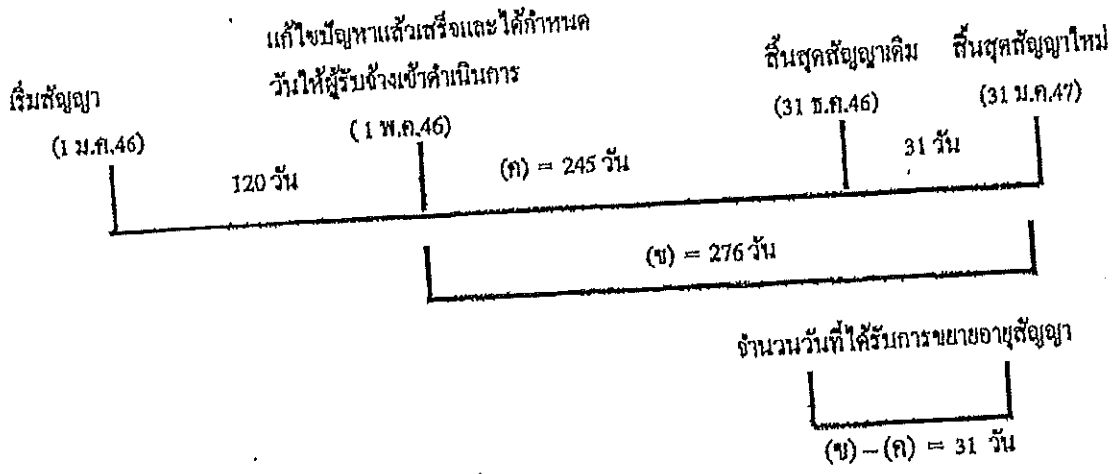 แก้ไขปัญหาแล้วเสร็จและได้กำหนด
วันให้ผู้รับจ้างเข้าดำเนินการ
(1 พ.ค.46)
เริ่มสัญญา
(1 ม.ค.46)
สิ้นสุดสัญญาเดิม
(31 ธ.ค.46)
สิ้นสุดสัญญาใหม่
(31 ม.ค.47)
120 วัน
(ค) = 245 วัน
31 วัน
(ข) = 276 วัน
จำนวนวันที่ได้รับการขยายอายุสัญญา
(ข) – (ค) = 31 วัน